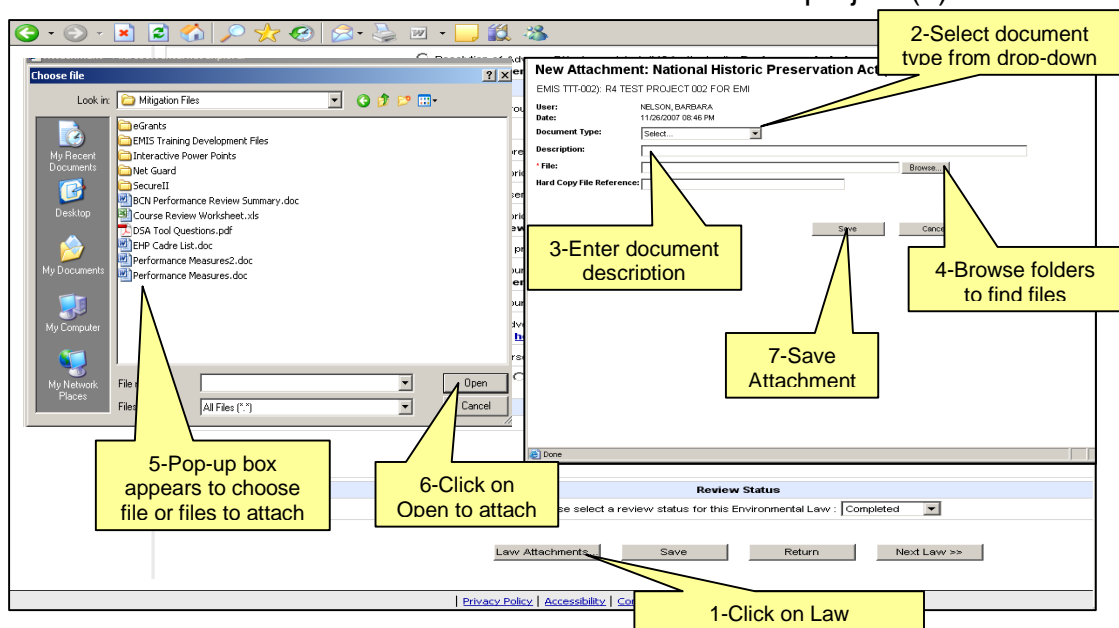 2-Select document
type from drop-down
Choose file
Look in: Mitigation Files
My Recent
Documents
Desktop
My Documents
My Computer
My Network
Places
eGrants
EMIS Training Development Files
Interactive Power Points
Net Guard
SecureII
BCN Performance Review Summary.doc
Course Review Worksheet.xls
DSA Tool Questions.pdf
EHP Cadre List.doc
Performance Measures2.doc
Performance Measures.doc
File
Files
All Files (*.*)
Open
Cancel
New Attachment: National Historic Preservation Act
EMIS TTT-002): R4 TEST PROJECT 002 FOR EMI
User: NELSON, BARBARA
Date: 11/26/2007 08:46 PM
Document Type: Select...
Description:
* File: Browse...
Hard Copy File Reference:
Save
3-Enter document
description
4-Browse folders
to find files
7-Save
Attachment
5-Pop-up box
appears to choose
file or files to attach
6-Click on
Open to attach
Done
Review Status
select a review status for this Environmental Law : Completed
Law Attachments... Save Return Next Law >>
| Privacy Policy | Accessibility |
1-Click on Law